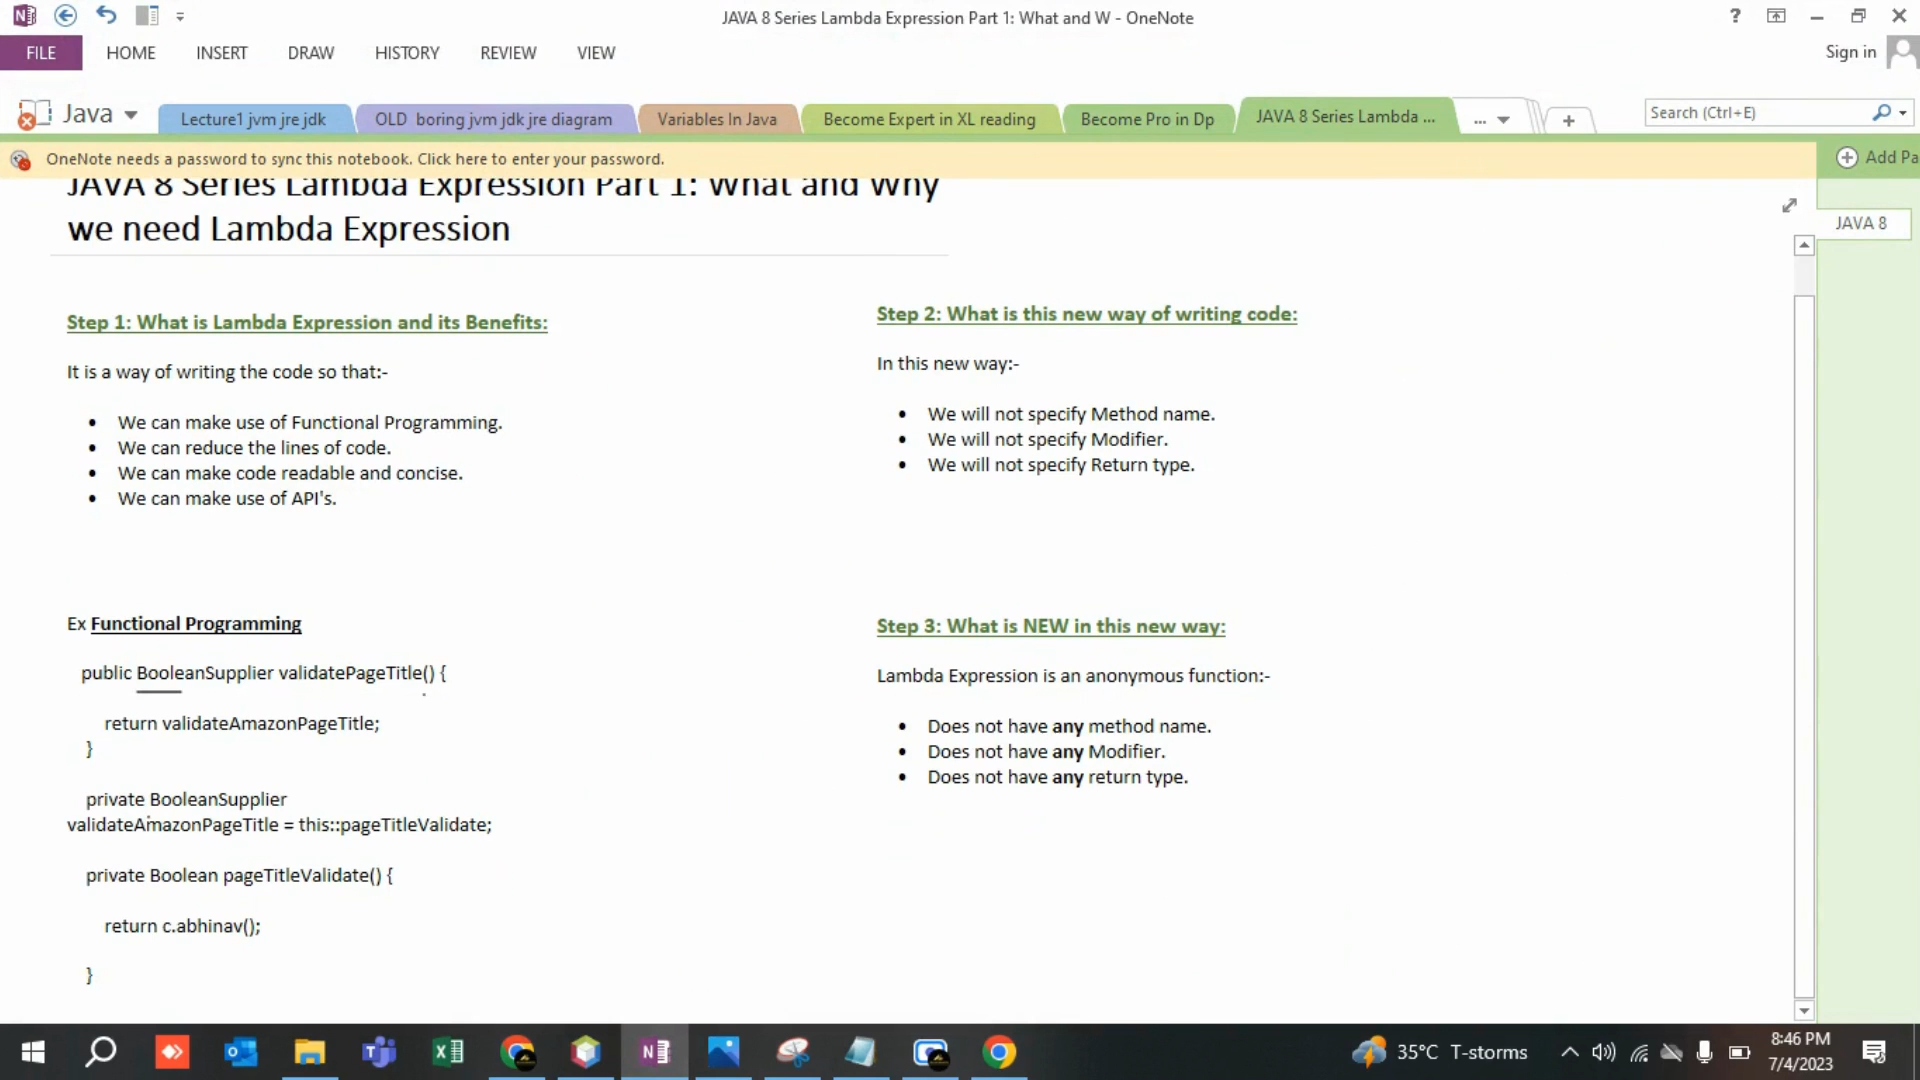 JAVA 8 Series Lambda Expression Part 1: What and W - OneNote
?
FILE
HOME
INSERT
DRAW
HISTORY
REVIEW
VIEW
Sign in
Java
Lecture1 jvm jre jdk
OLD boring jvm jdk jre diagram
Variables In Java
Become Expert in XL reading
Become Pro in Dp
JAVA 8 Series Lambda ...
...
Search (Ctrl+E)
OneNote needs a password to sync this notebook. Click here to enter your password.
Add Pa
JAVA 8
JAVA 8 Series Lambda Expression Part 1: What and Why
we need Lambda Expression
Step 1: What is Lambda Expression and its Benefits:
It is a way of writing the code so that:-
• We can make use of Functional Programming.
• We can reduce the lines of code.
• We can make code readable and concise.
• We can make use of API's.
Ex Functional Programming
public BooleanSupplier validatePageTitle() {
return validateAmazonPageTitle;
}
private BooleanSupplier
validateAmazonPageTitle = this::pageTitleValidate;
private Boolean pageTitleValidate() {
return c.abhinav();
}
Step 2: What is this new way of writing code:
In this new way:-
• We will not specify Method name.
• We will not specify Modifier.
• We will not specify Return type.
Step 3: What is NEW in this new way:
Lambda Expression is an anonymous function:-
• Does not have any method name.
• Does not have any Modifier.
• Does not have any return type.
35°C T-storms
8:46 PM
7/4/2023